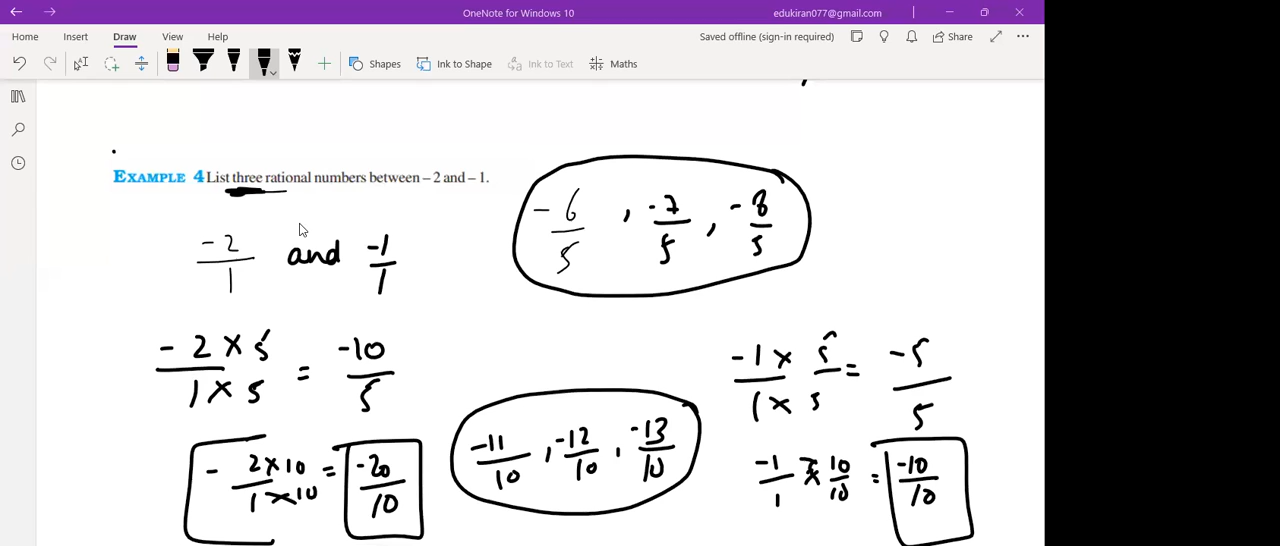 OneNote for Windows 10
edukiran077@gmail.com
Home Insert Draw View Help
Saved offline (sign-in required)
Share
Shapes
Ink to Shape
Ink to Text
Maths
EXAMPLE 4 List three rational numbers between – 2 and – 1.
-6/5 , -7/5 , -8/5
-2/1 and -1/1
-2 × 5 / 1 × 5 = -10/5
-1 × 5 / 1 × 5 = -5/5
-11/10 , -12/10 , -13/10
- 2×10 / 1×10 = -20/10
-1/1 × 10/10 = -10/10